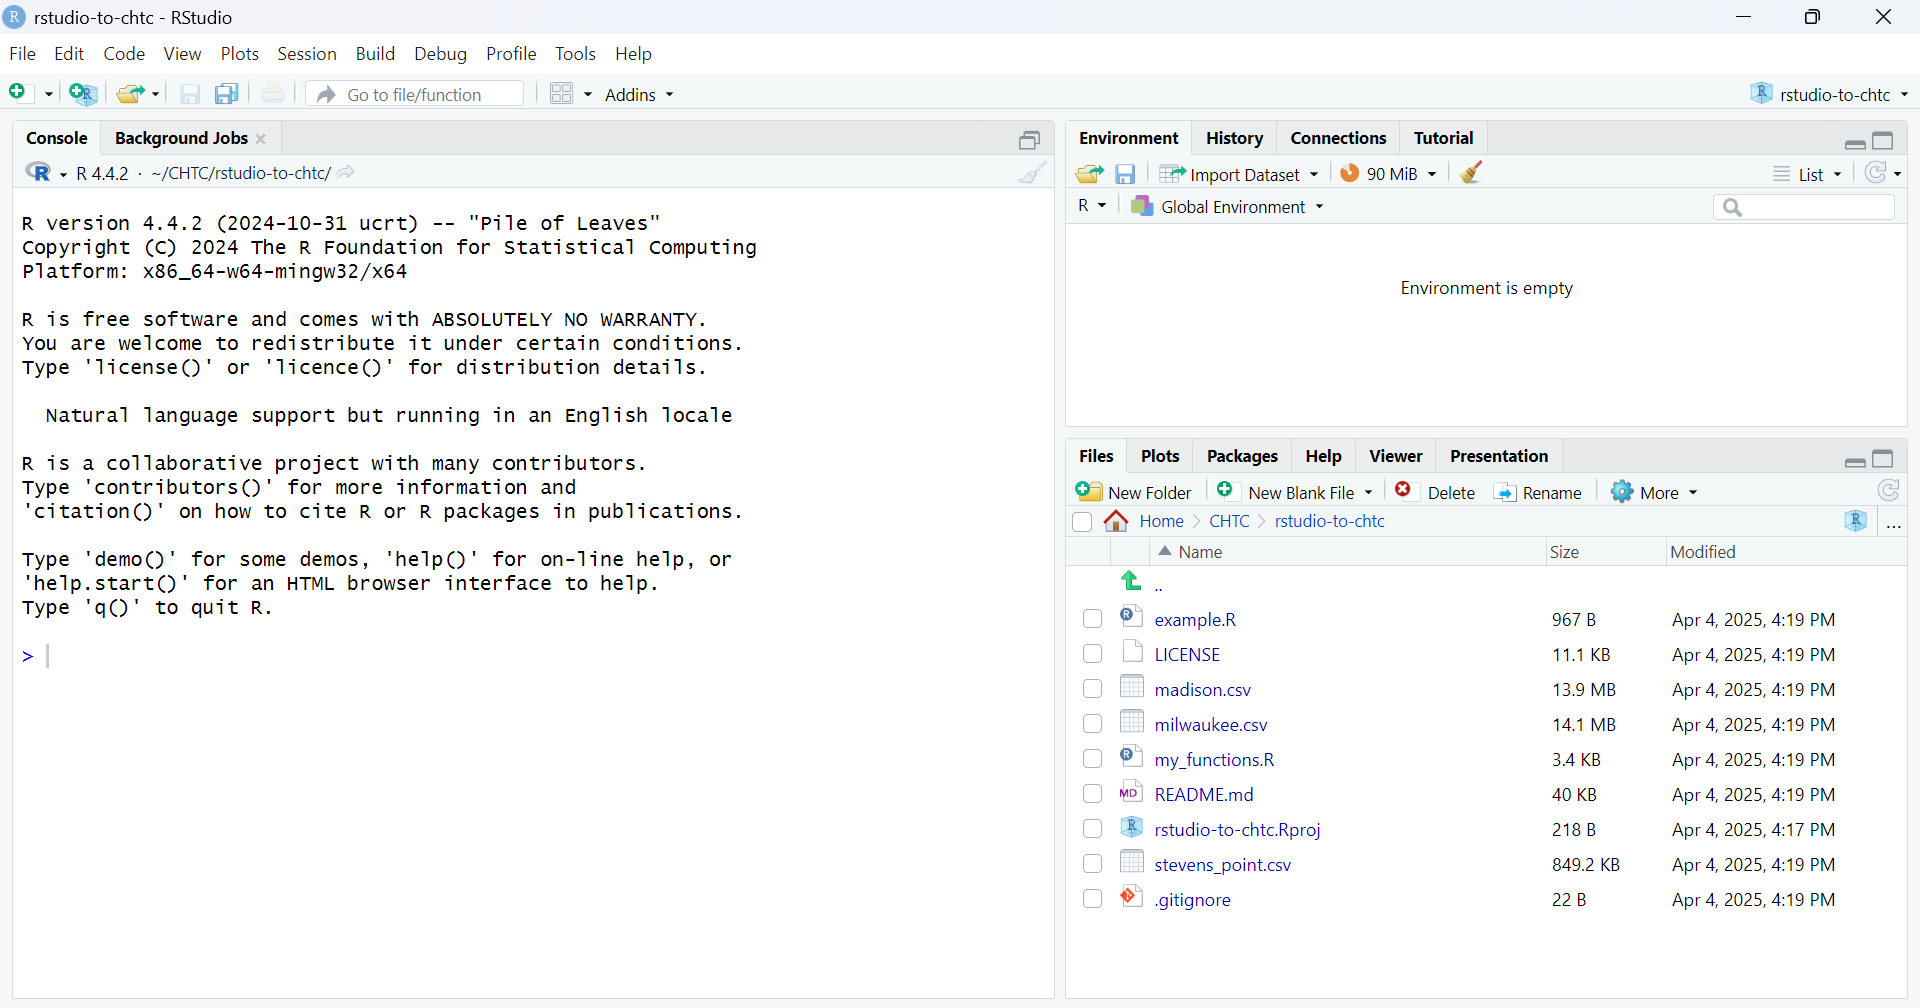 rstudio-to-chtc - RStudio
File Edit Code View Plots Session Build Debug Profile Tools Help
Go to file/function Addins rstudio-to-chtc
Console Background Jobs
R 4.4.2 · ~/CHTC/rstudio-to-chtc/
R version 4.4.2 (2024-10-31 ucrt) -- "Pile of Leaves"
Copyright (C) 2024 The R Foundation for Statistical Computing
Platform: x86_64-w64-mingw32/x64
R is free software and comes with ABSOLUTELY NO WARRANTY.
You are welcome to redistribute it under certain conditions.
Type 'license()' or 'licence()' for distribution details.
Natural language support but running in an English locale
R is a collaborative project with many contributors.
Type 'contributors()' for more information and
'citation()' on how to cite R or R packages in publications.
Type 'demo()' for some demos, 'help()' for on-line help, or
'help.start()' for an HTML browser interface to help.
Type 'q()' to quit R.
>
Environment History Connections Tutorial
Import Dataset 90 MiB List
R Global Environment
Environment is empty
Files Plots Packages Help Viewer Presentation
New Folder New Blank File Delete Rename More
Home CHTC rstudio-to-chtc ...
Name Size Modified
..
example.R 967 B Apr 4, 2025, 4:19 PM
LICENSE 11.1 KB Apr 4, 2025, 4:19 PM
madison.csv 13.9 MB Apr 4, 2025, 4:19 PM
milwaukee.csv 14.1 MB Apr 4, 2025, 4:19 PM
my_functions.R 3.4 KB Apr 4, 2025, 4:19 PM
MD README.md 40 KB Apr 4, 2025, 4:19 PM
rstudio-to-chtc.Rproj 218 B Apr 4, 2025, 4:17 PM
stevens_point.csv 849.2 KB Apr 4, 2025, 4:19 PM
.gitignore 22 B Apr 4, 2025, 4:19 PM